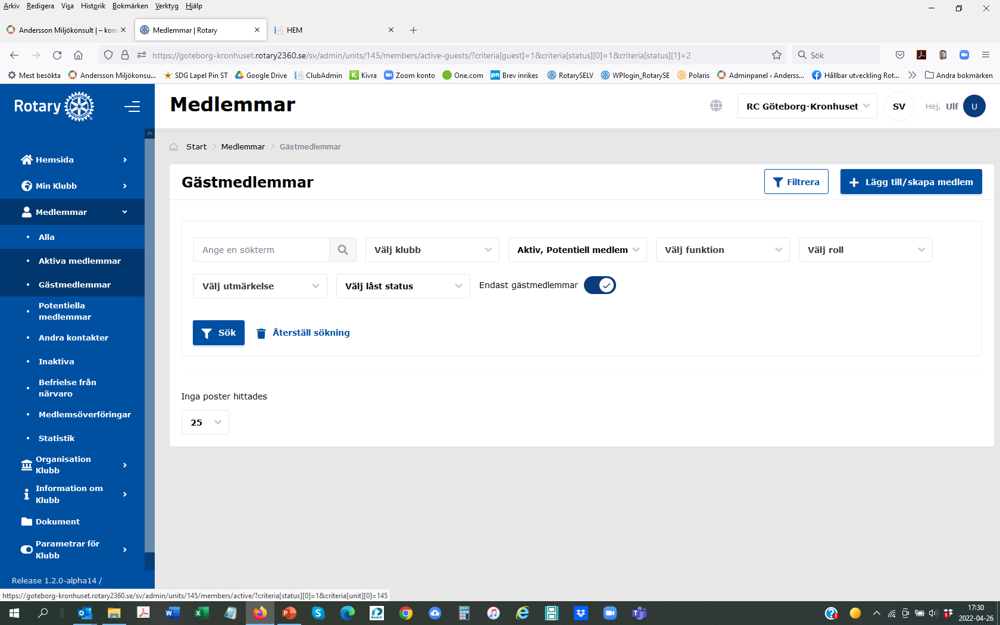 Arkiv Redigera Visa Historik Bokmärken Verktyg Hjälp
Andersson Miljökonsult | – kons
Medlemmar | Rotary
HEM
https://goteborg-kronhuset.rotary2360.se/sv/admin/units/145/members/active-guests/?criteria[guest]=1&criteria[status][0]=1&criteria[status][1]=2
Sök
Mest besökta Andersson Miljökonsu... SDG Lapel Pin ST Google Drive ClubAdmin Kivra Zoom konto One.com pn Brev inrikes RotarySELV WPlogin_RotarySE Polaris Adminpanel ‹ Anderss... Hållbar utveckling Rot... Andra bokmärken
Rotary
Medlemmar
RC Göteborg-Kronhuset
SV
Hej, Ulf
U
Start
Medlemmar
Gästmedlemmar
Hemsida
Min Klubb
Medlemmar
Alla
Aktiva medlemmar
Gästmedlemmar
Potentiella
medlemmar
Andra kontakter
Inaktiva
Befrielse från
närvaro
Medlemsöverföringar
Statistik
Organisation
Klubb
Information om
Klubb
Dokument
Parametrar för
Klubb
Release 1.2.0-alpha14 /
Gästmedlemmar
Filtrera
Lägg till/skapa medlem
Ange en sökterm
Välj klubb
Aktiv, Potentiell medlem
Välj funktion
Välj roll
Välj utmärkelse
Välj låst status
Endast gästmedlemmar
Sök
Återställ sökning
Inga poster hittades
25
https://goteborg-kronhuset.rotary2360.se/sv/admin/units/145/members/active/?criteria[status][0]=1&criteria[unit][0]=145
17:30
2022-04-26